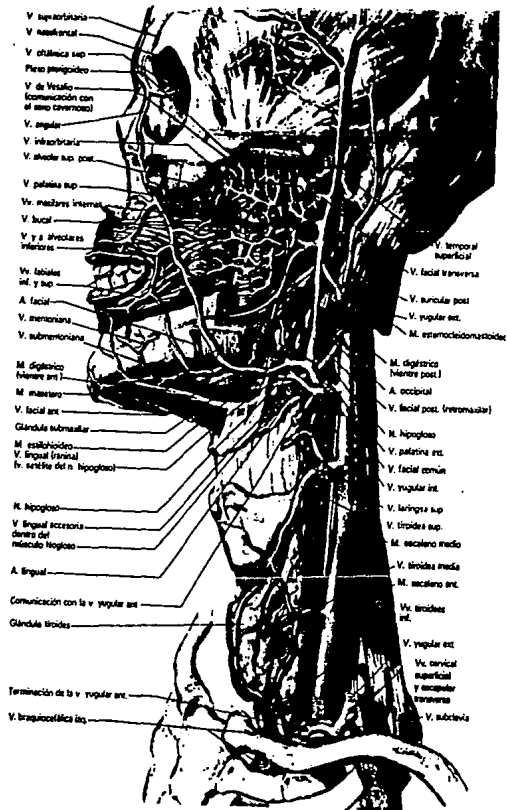 V supraorbitaria
V nasofrontal
V oftálmica sup
Plexo pterigoideo
V de Vesalio
(comunicación con
el seno cavernoso)
V. angular
V. infraorbitaria
V. alveolar sup. post.
V. palatina sup
Vv. maxilares internas
V. bucal
V y a alveolares
inferiores
Vv. labiales
inf. y sup.
A. facial
V. mentoniana
V. submentoniana
M. digéstrico
(vientre ant)
M. masetero
V. facial ant
Glándula submaxilar
M. estilohioideo
V. lingual (ranina)
(v. satélite del n. hipogloso)
N. hipogloso
V lingual accesoria
dentro del
músculo hiogloso
A. lingual
Comunicación con la v yugular ant
Glándula tiroides
Terminación de la v yugular ant.
V. braquiocefálica izq.
V. temporal
superficial
V. facial transversa
V. auricular post
V. yugular ext.
M. esternocleidomastoideo
M. digéstrico
(vientre post.)
A. occipital
V. facial post. (retromaxilar)
N. hipogloso
V. palatina ext.
V. facial común
V. yugular int.
V. laríngea sup
V. tiroidea sup.
M. escaleno medio
V. tiroidea media
M. escaleno ant.
Vv. tiroideas
inf.
V. yugular ext
Vv. cervical
superficial
y escapular
transversa
V. subclavia